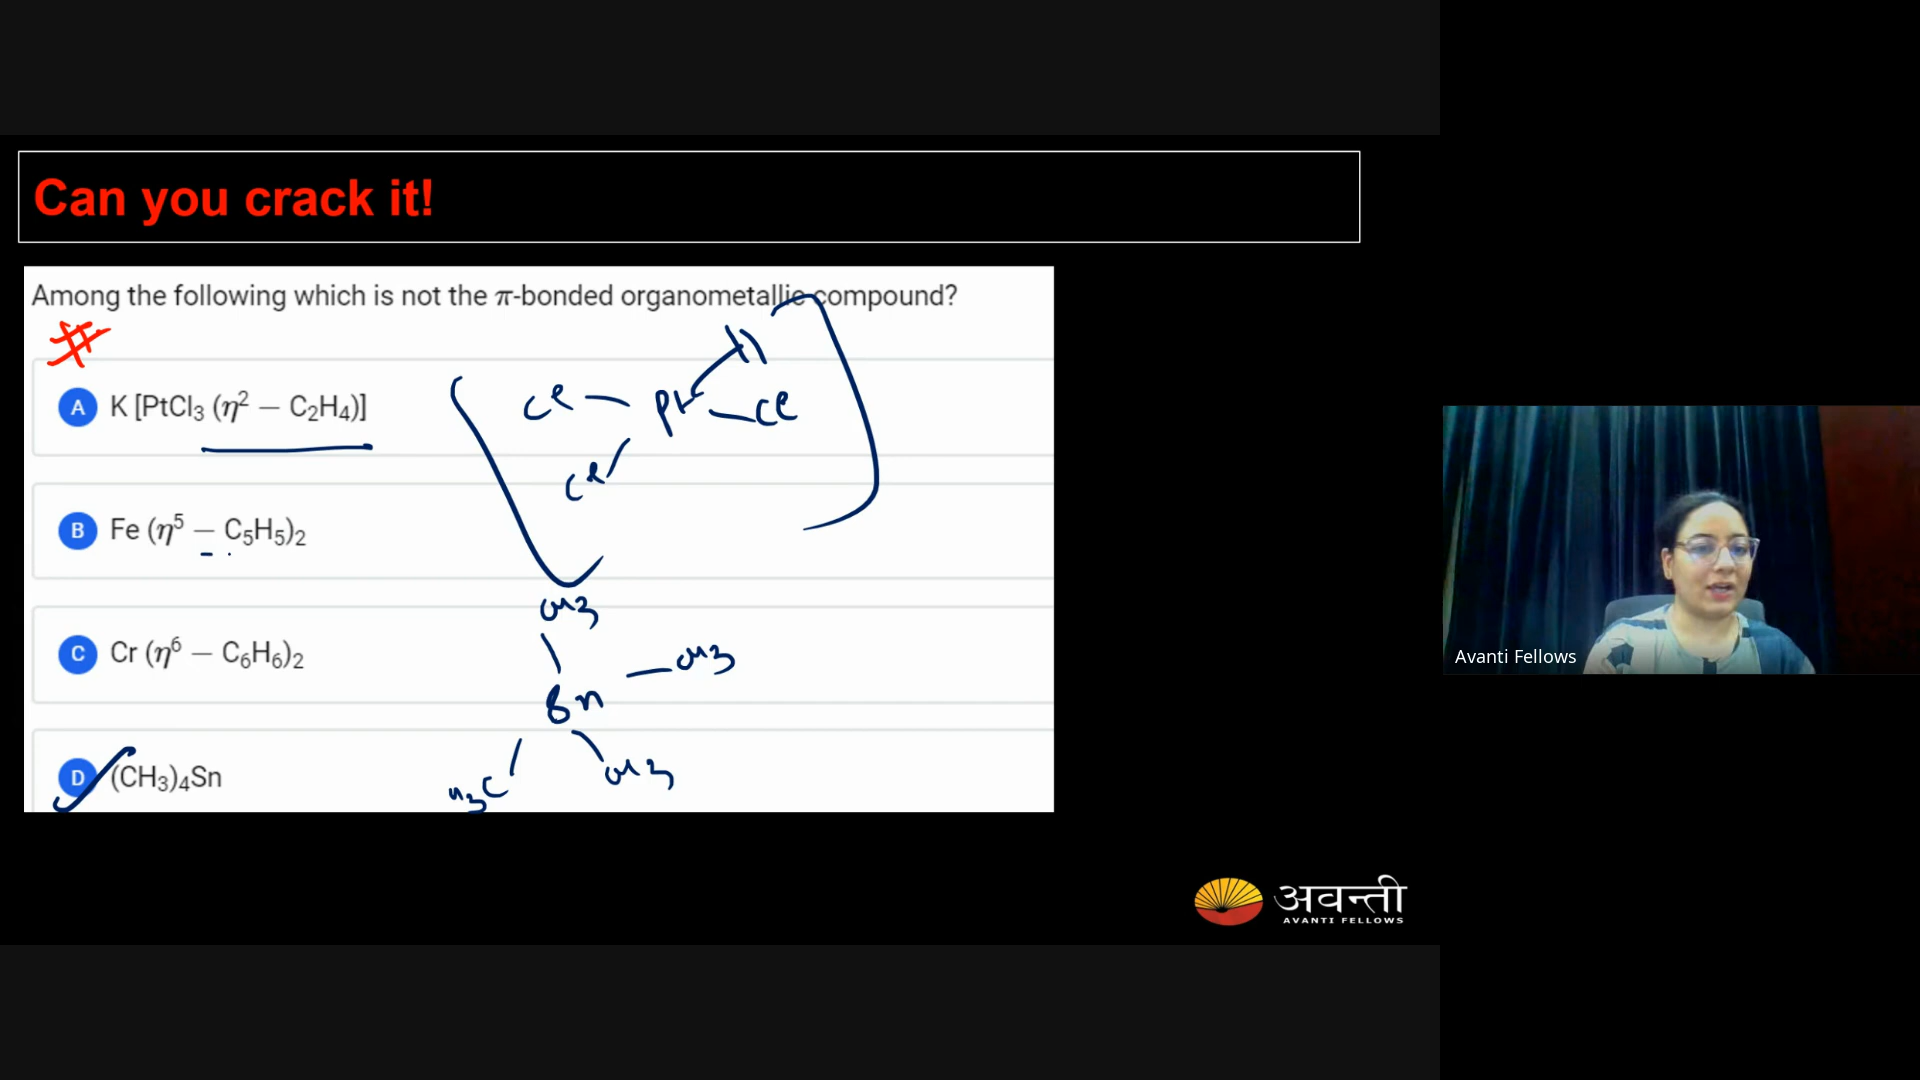 Can you crack it!
Among the following which is not the π-bonded organometallic compound?
#
A K [PtCl₃ (η² – C₂H₄)]
Cl Pt Cl
Cl
B Fe (η⁵ – C₅H₅)₂
C Cr (η⁶ – C₆H₆)₂
CH3
CH3
Sn
D (CH₃)₄Sn
H3C CH3
Avanti Fellows
अवन्ती
AVANTI FELLOWS